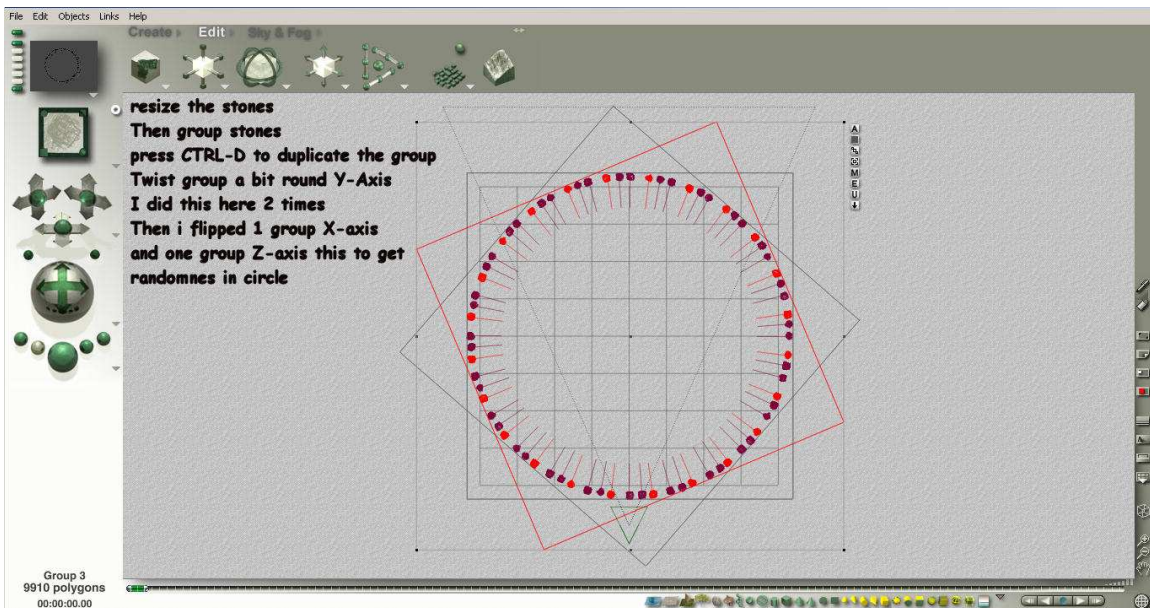 File Edit Objects Links Help
Create Edit Sky & Fog
resize the stones
Then group stones
press CTRL-D to duplicate the group
Twist group a bit round Y-Axis
I did this here 2 times
Then i flipped 1 group X-axis
and one group Z-axis this to get
randomnes in circle
A
M
E
U
Group 3
9910 polygons
00:00:00.00